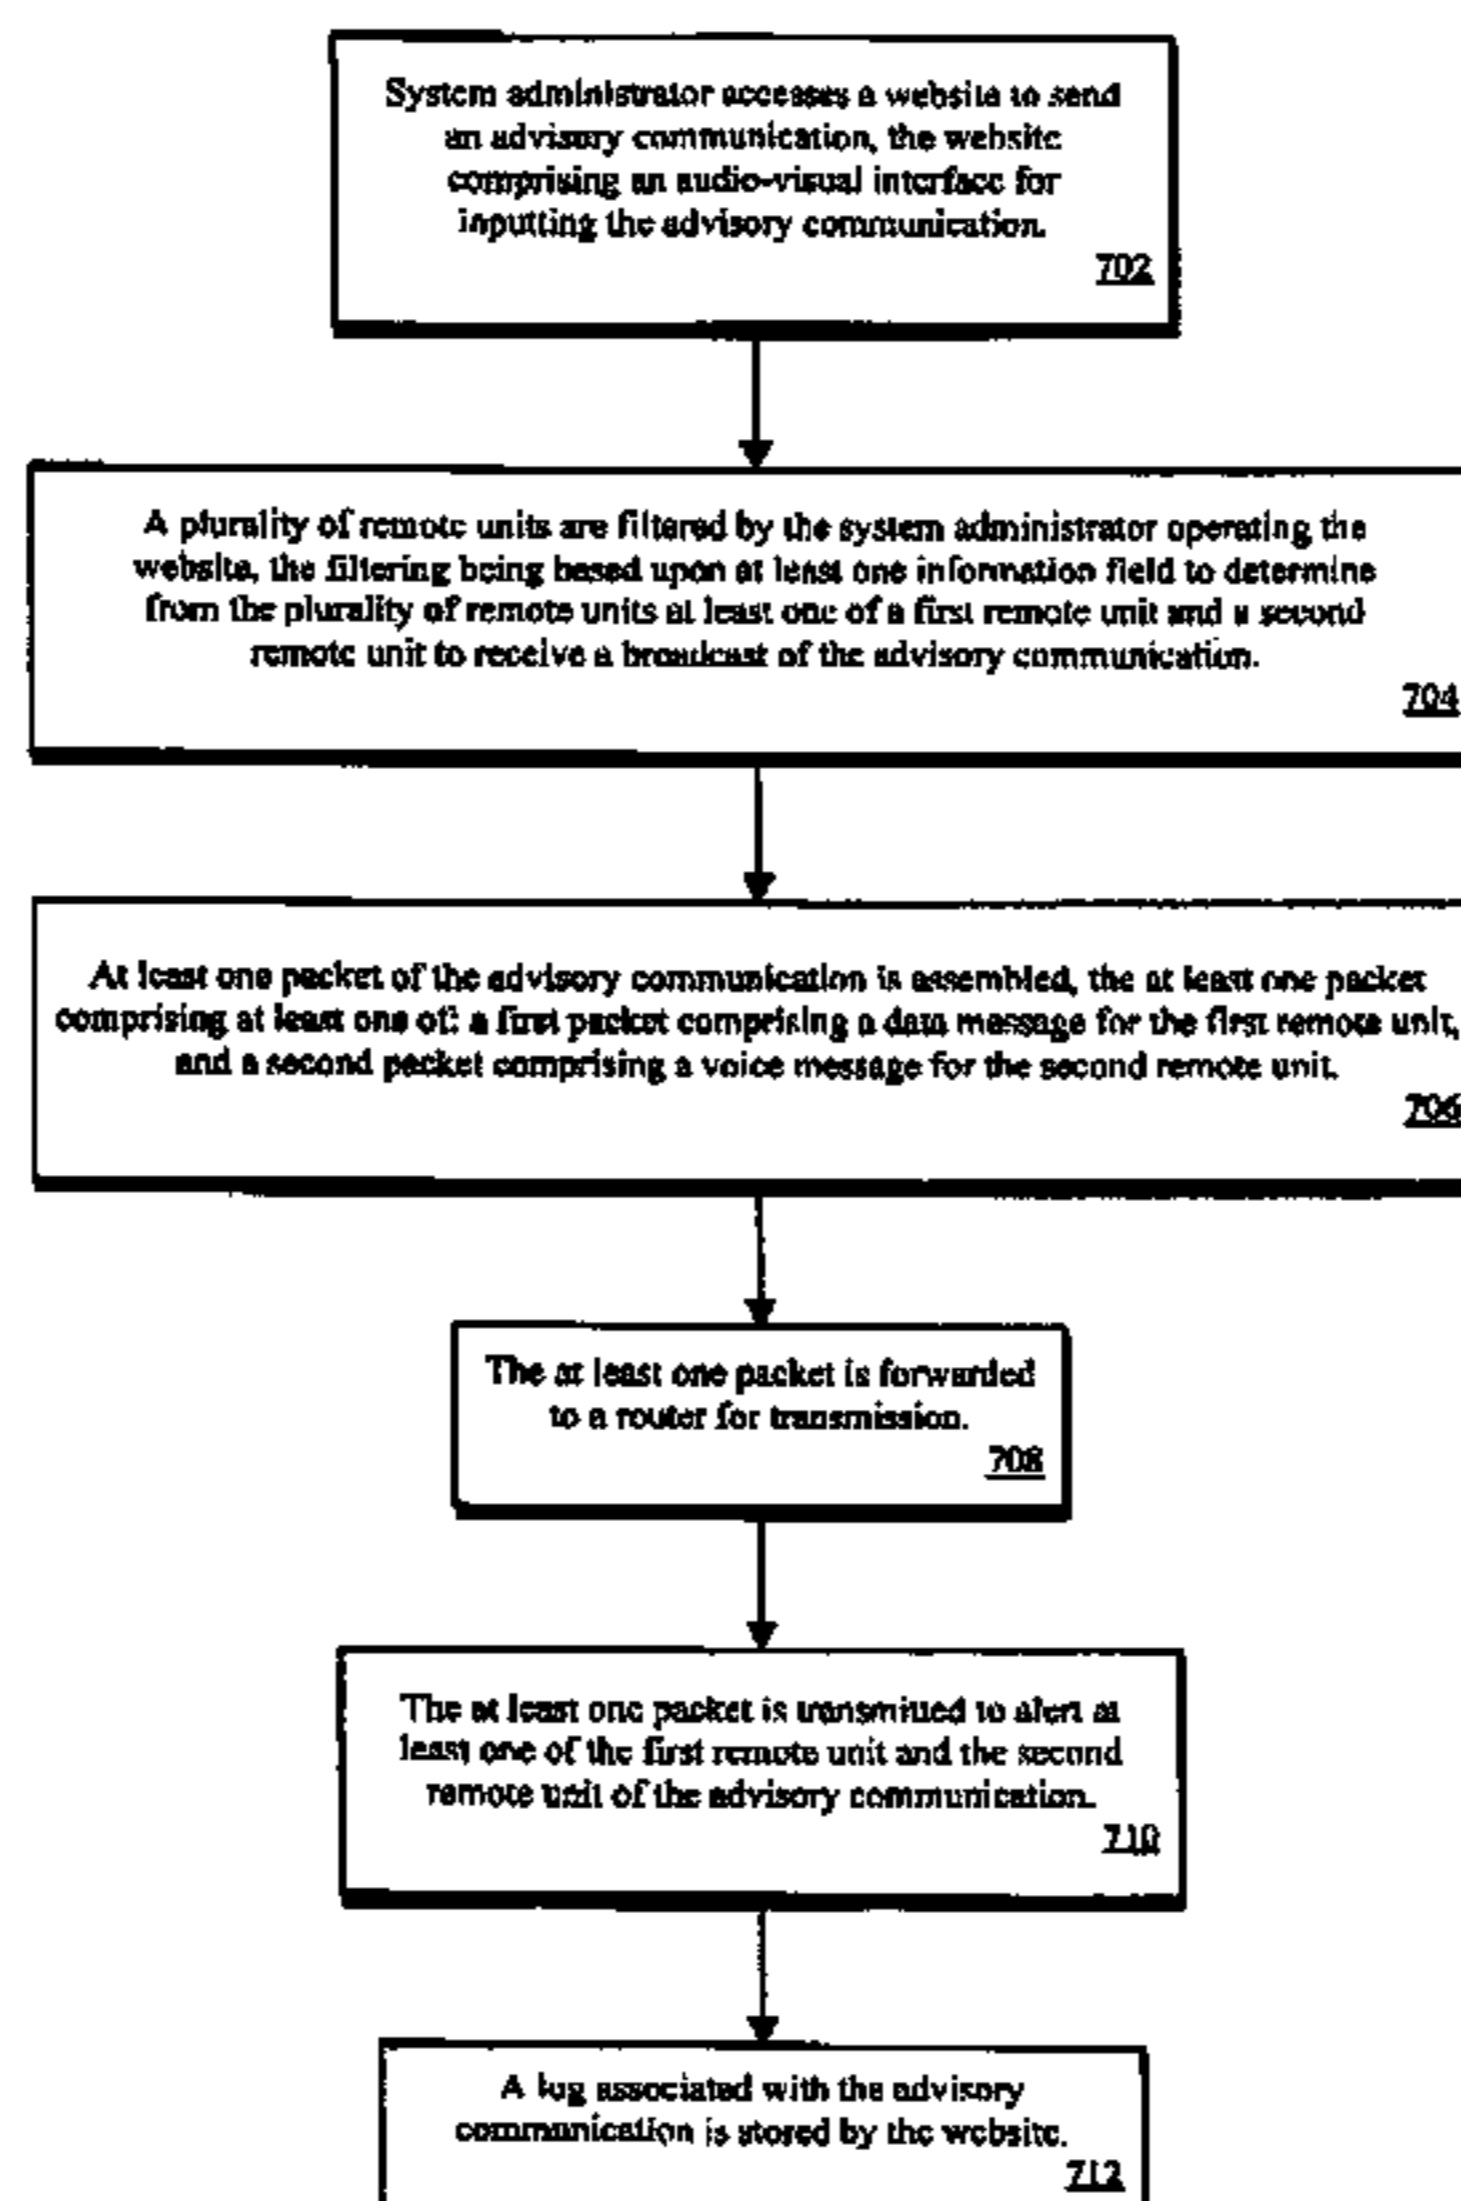 System administrator accesses a website to send
an advisory communication, the website
comprising an audio-visual interface for
inputting the advisory communication.
702
A plurality of remote units are filtered by the system administrator operating the
website, the filtering being based upon at least one information field to determine
from the plurality of remote units at least one of a first remote unit and a second
remote unit to receive a broadcast of the advisory communication.
704
At least one packet of the advisory communication is assembled, the at least one packet
comprising at least one of: a first packet comprising a data message for the first remote unit,
and a second packet comprising a voice message for the second remote unit.
706
The at least one packet is forwarded
to a router for transmission.
708
The at least one packet is transmitted to alert at
least one of the first remote unit and the second
remote unit of the advisory communication.
710
A log associated with the advisory
communication is stored by the website.
712